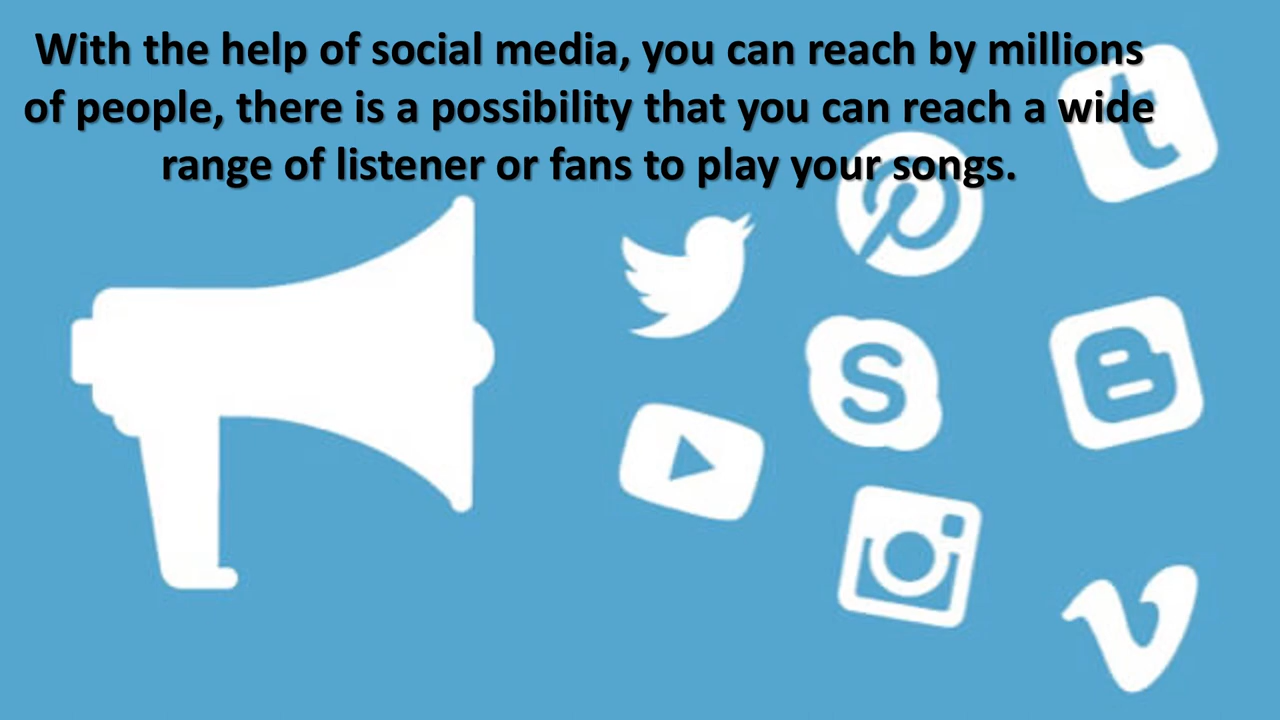 With the help of social media, you can reach by millions
of people, there is a possibility that you can reach a wide
range of listener or fans to play your songs.